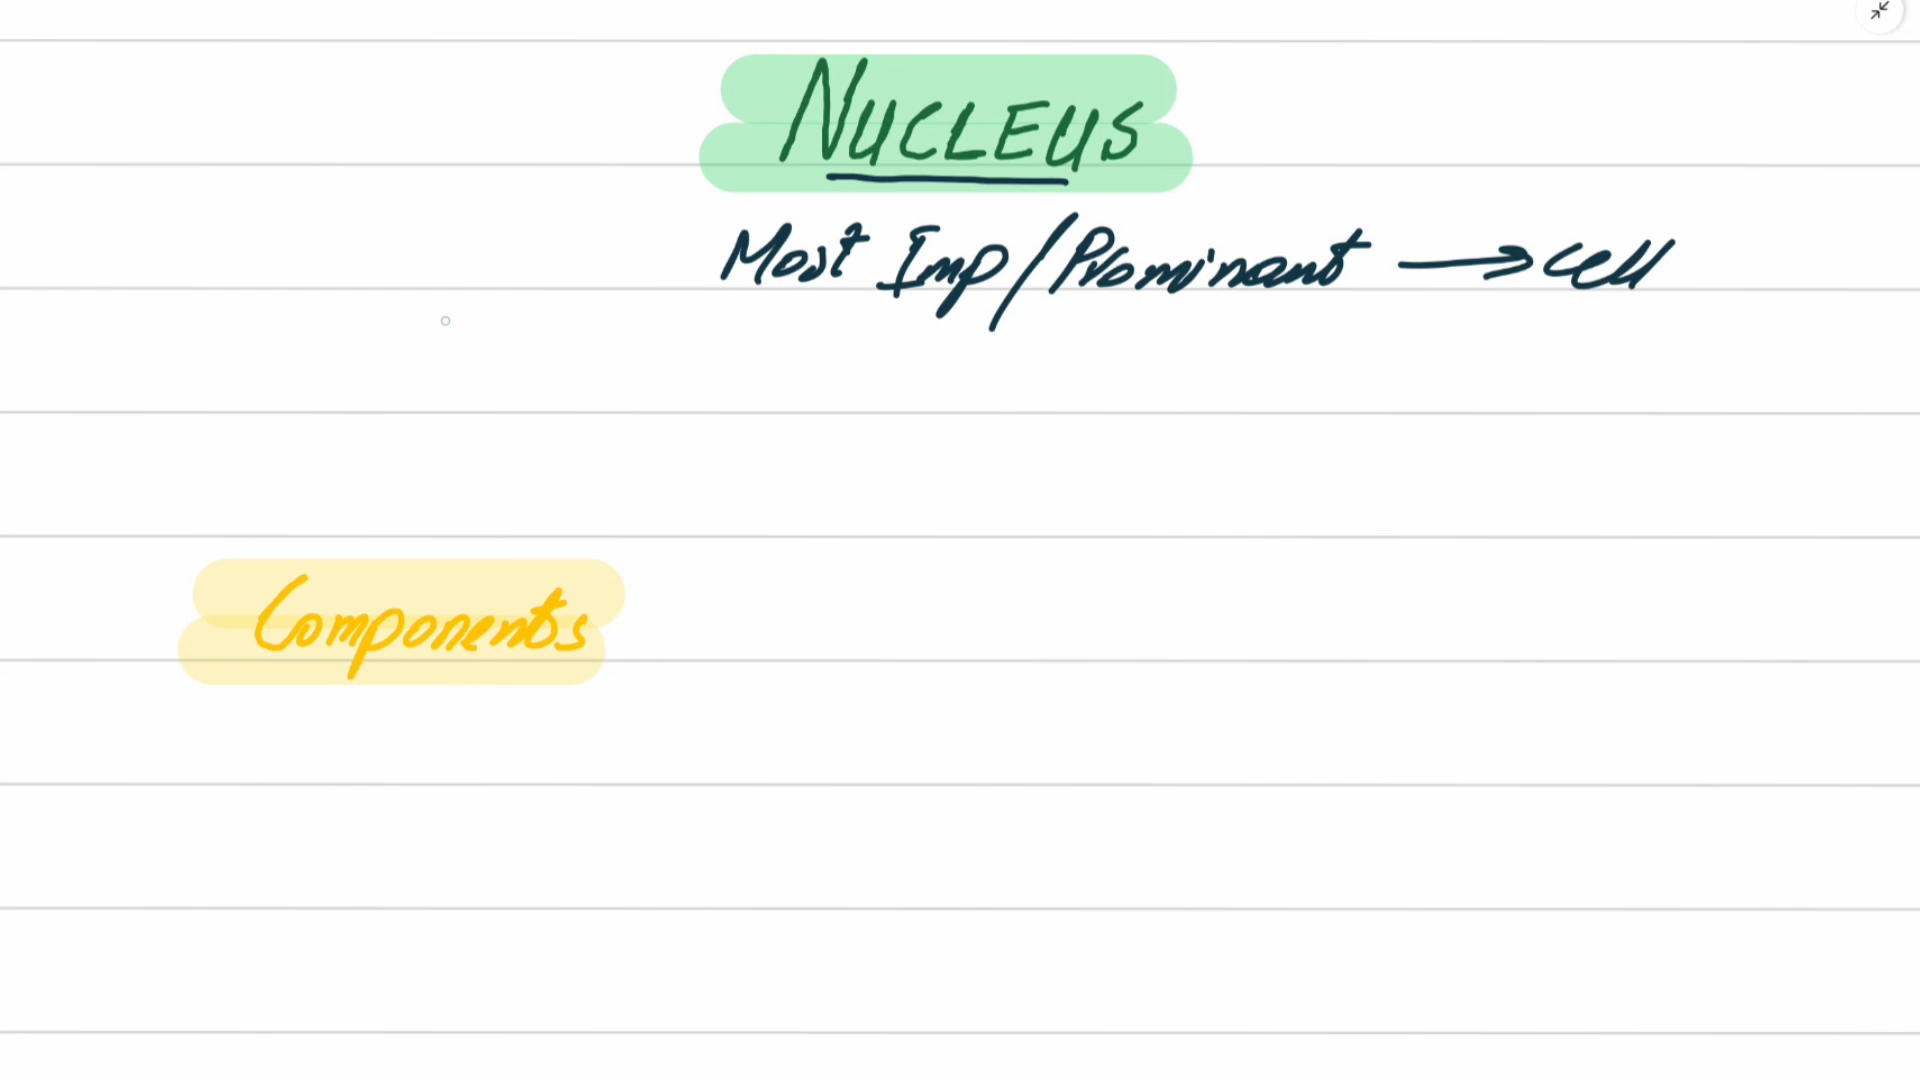 NUCLEUS
Most Imp/Prominant → cell
Components